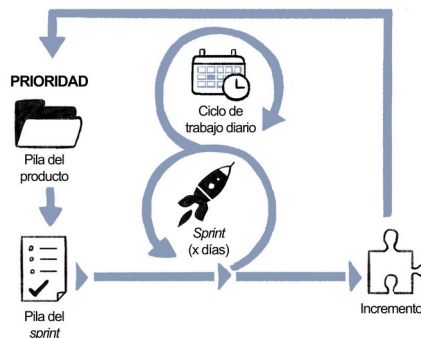 PRIORIDAD
Pila del
producto
Pila del
sprint
Ciclo de
trabajo diario
Sprint
(x días)
Incremento